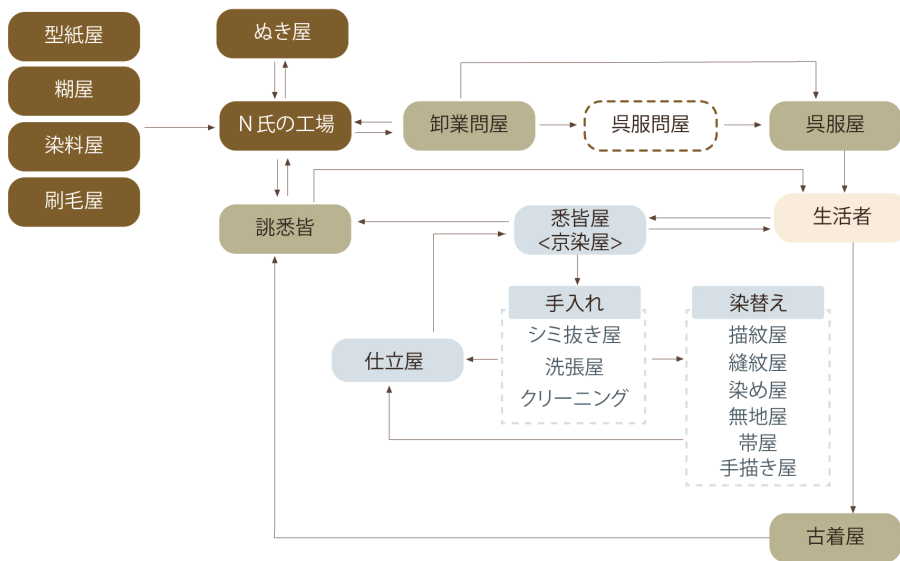 型紙屋
糊屋
染料屋
刷毛屋
ぬき屋
N 氏の工場
卸業問屋
呉服問屋
呉服屋
誂悉皆
悉皆屋
<京染屋>
生活者
手入れ
シミ抜き屋
洗張屋
クリーニング
染替え
描紋屋
縫紋屋
染め屋
無地屋
帯屋
手描き屋
仕立屋
古着屋